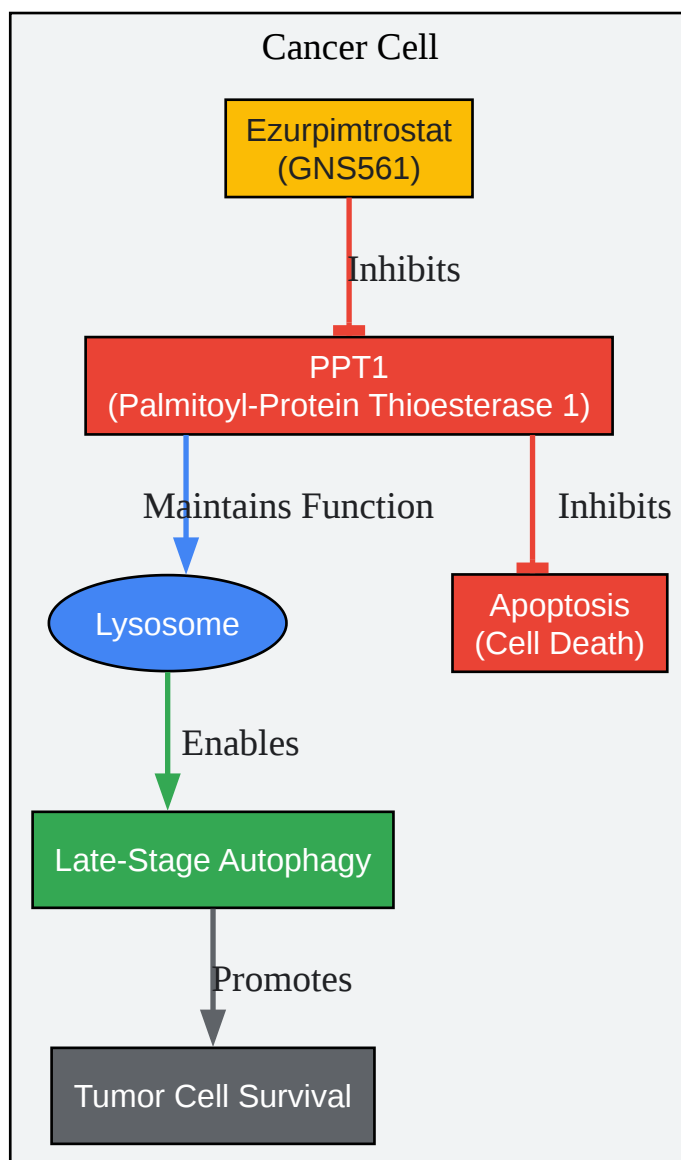 Cancer Cell
Ezurpimtrostat
(GNS561)
Inhibits
PPT1
(Palmitoyl-Protein Thioesterase 1)
Maintains Function
Inhibits
Lysosome
Apoptosis
(Cell Death)
Enables
Late-Stage Autophagy
Promotes
Tumor Cell Survival